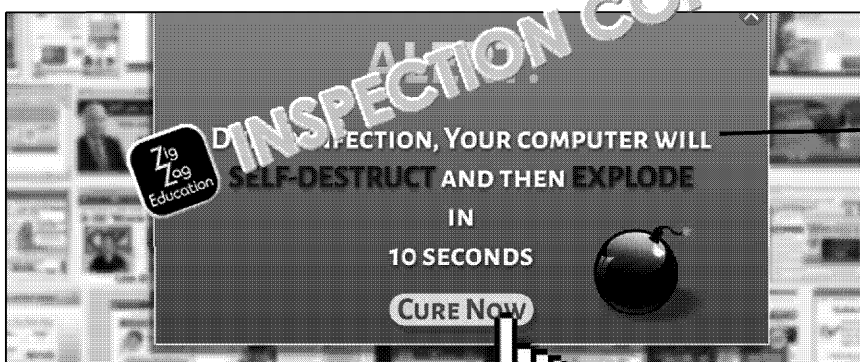 ALERT!
INSPECTION CO
Zig
Zag
Education
INFECTION, YOUR COMPUTER WILL
SELF-DESTRUCT AND THEN EXPLODE
IN
10 SECONDS
CURE NOW